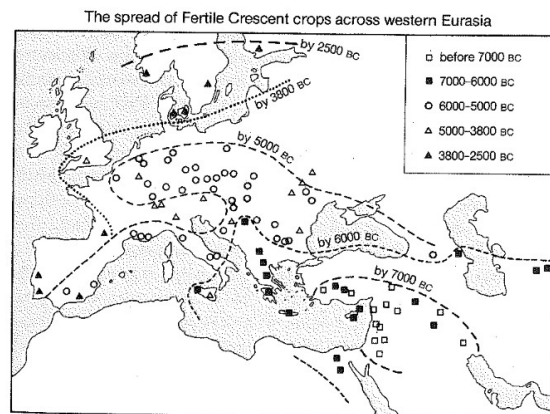 The spread of Fertile Crescent crops across western Eurasia
by 2500 BC
before 7000 BC
7000–6000 BC
6000–5000 BC
5000–3800 BC
3800–2500 BC
by 3800 BC
by 5000 BC
by 6000 BC
by 7000 BC